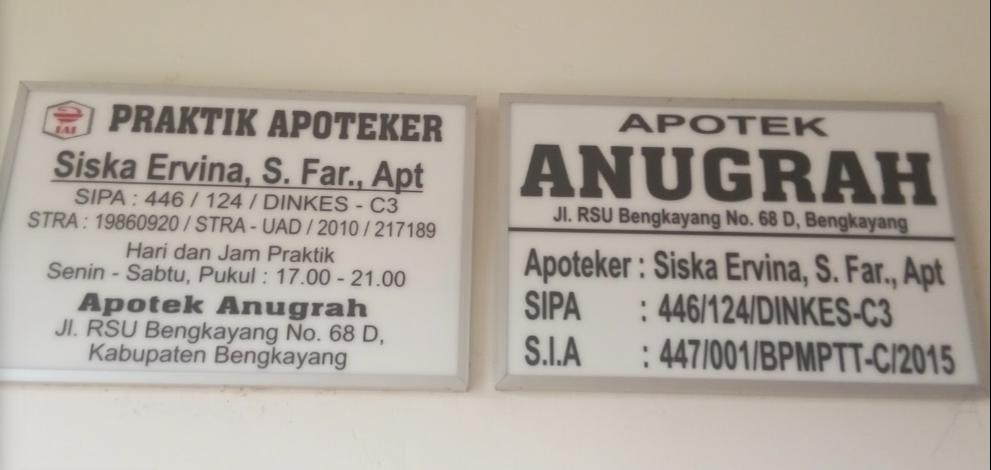 IAI
PRAKTIK APOTEKER
Siska Ervina, S. Far., Apt
SIPA : 446 / 124 / DINKES - C3
STRA : 19860920 / STRA - UAD / 2010 / 217189
Hari dan Jam Praktik
Senin - Sabtu, Pukul : 17.00 - 21.00
Apotek Anugrah
Jl. RSU Bengkayang No. 68 D,
Kabupaten Bengkayang
APOTEK
ANUGRAH
Jl. RSU Bengkayang No. 68 D, Bengkayang
Apoteker : Siska Ervina, S. Far., Apt
SIPA : 446/124/DINKES-C3
S.I.A : 447/001/BPMPTT-C/2015